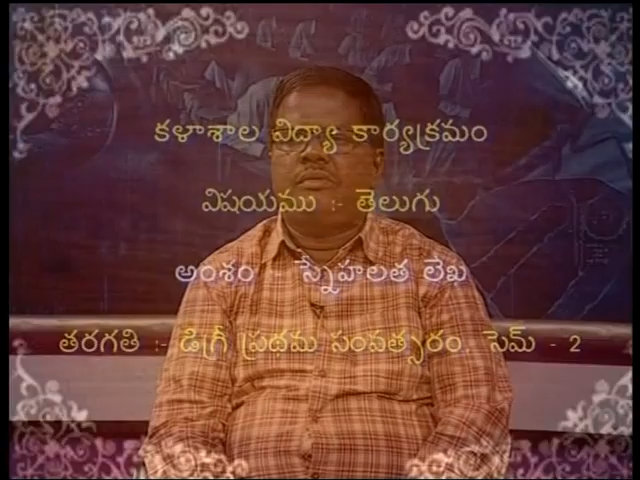 కళాశాల విద్యా కార్యక్రమం
విషయము :- తెలుగు
అంశం - స్నేహలత లేఖ
తరగతి :- డిగ్రీ ప్రథమ సంవత్సరం, సెమ్ - 2